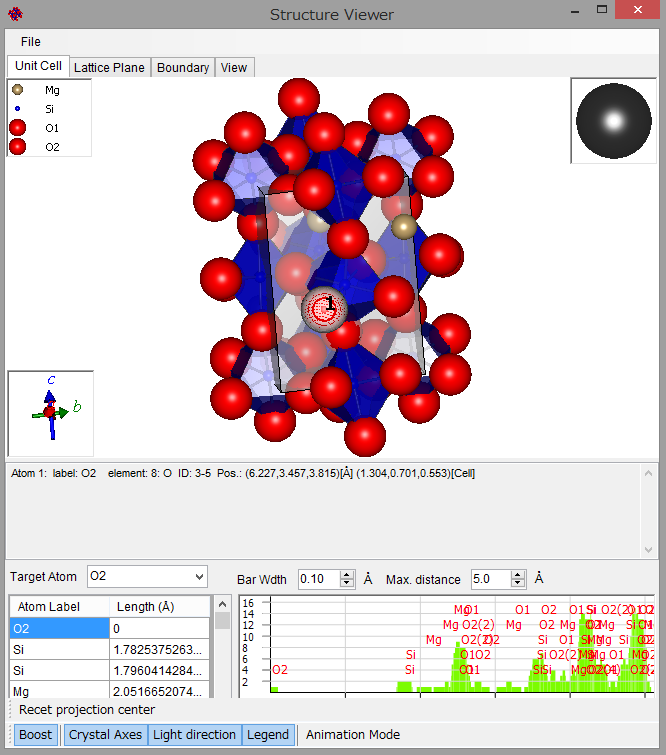 Structure Viewer
File
Unit Cell Lattice Plane Boundary View
Mg
Si
O1
O2
1
c
b
Atom 1: label: O2 element: 8: O ID: 3-5 Pos.: (6.227,3.457,3.815)[Å] (1.304,0.701,0.553)[Cell]
Target Atom O2
Bar Wdth 0.10 Å Max. distance 5.0 Å
Atom Label Length (Å)
O2 0
Si 1.7825375263...
Si 1.7960414284...
Mg 2.0516652074...
16
14
12
10
8
6
4
2
O1 O1 O2 O1 Si O2(2)
Mg O2(2) Mg O2 Mg
Mg O2(2) Si O1 Si
Si O1 O2 Mg O1
O2 Si O1 Si Si
Recet projection center
Boost Crystal Axes Light direction Legend Animation Mode